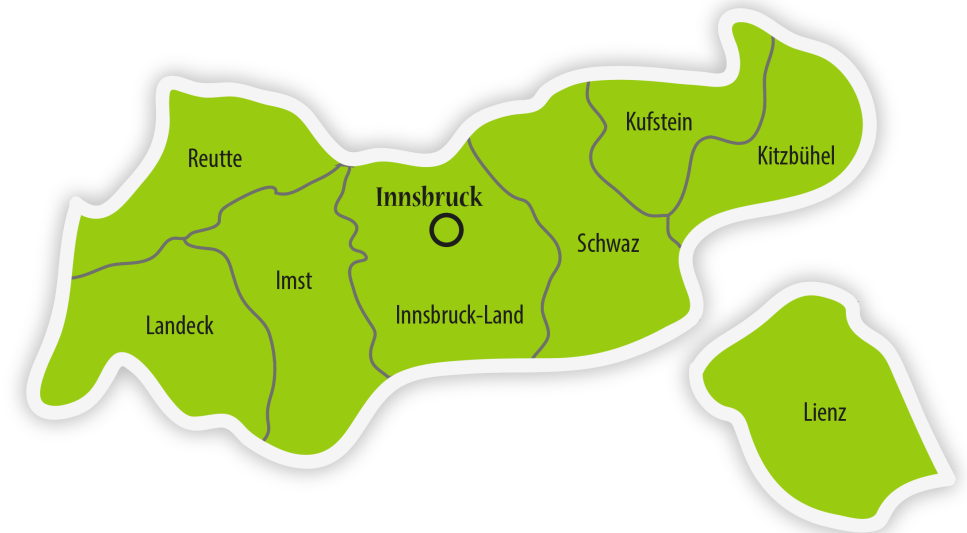 Kufstein
Kitzbühel
Reutte
Innsbruck
Schwaz
Imst
Innsbruck-Land
Landeck
Lienz